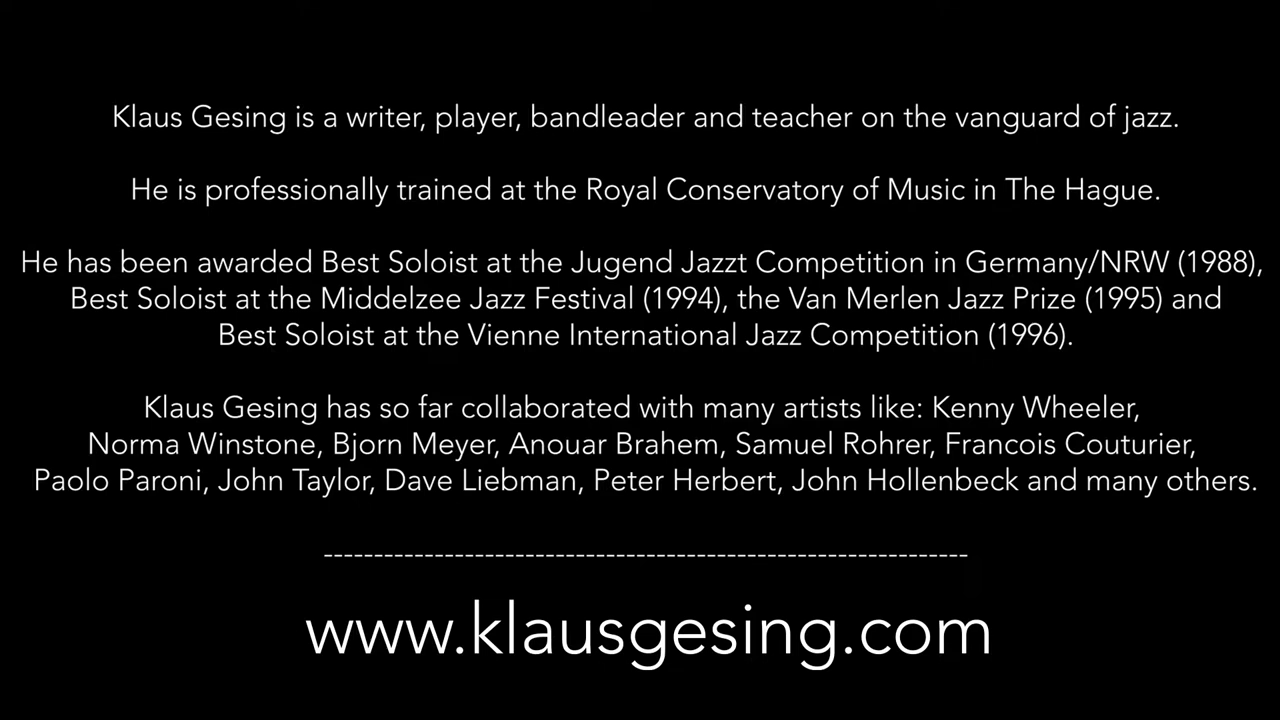 Klaus Gesing is a writer, player, bandleader and teacher on the vanguard of jazz.
He is professionally trained at the Royal Conservatory of Music in The Hague.
He has been awarded Best Soloist at the Jugend Jazzt Competition in Germany/NRW (1988),
Best Soloist at the Middelzee Jazz Festival (1994), the Van Merlen Jazz Prize (1995) and
Best Soloist at the Vienne International Jazz Competition (1996).
Klaus Gesing has so far collaborated with many artists like: Kenny Wheeler,
Norma Winstone, Bjorn Meyer, Anouar Brahem, Samuel Rohrer, Francois Couturier,
Paolo Paroni, John Taylor, Dave Liebman, Peter Herbert, John Hollenbeck and many others.
----------------------------------------------------------------
www.klausgesing.com